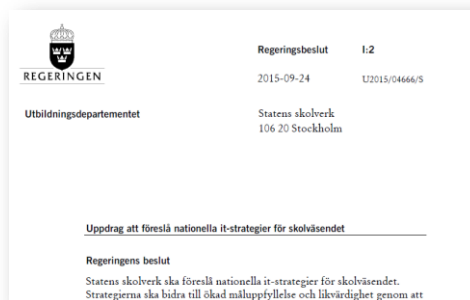 REGERINGEN
Regeringsbeslut I:2
2015-09-24 U2015/04666/S
Utbildningsdepartementet
Statens skolverk
106 20 Stockholm
Uppdrag att föreslå nationella it-strategier för skolväsendet
Regeringens beslut
Statens skolverk ska föreslå nationella it-strategier för skolväsendet.
Strategierna ska bidra till ökad måluppfyllelse och likvärdighet genom att